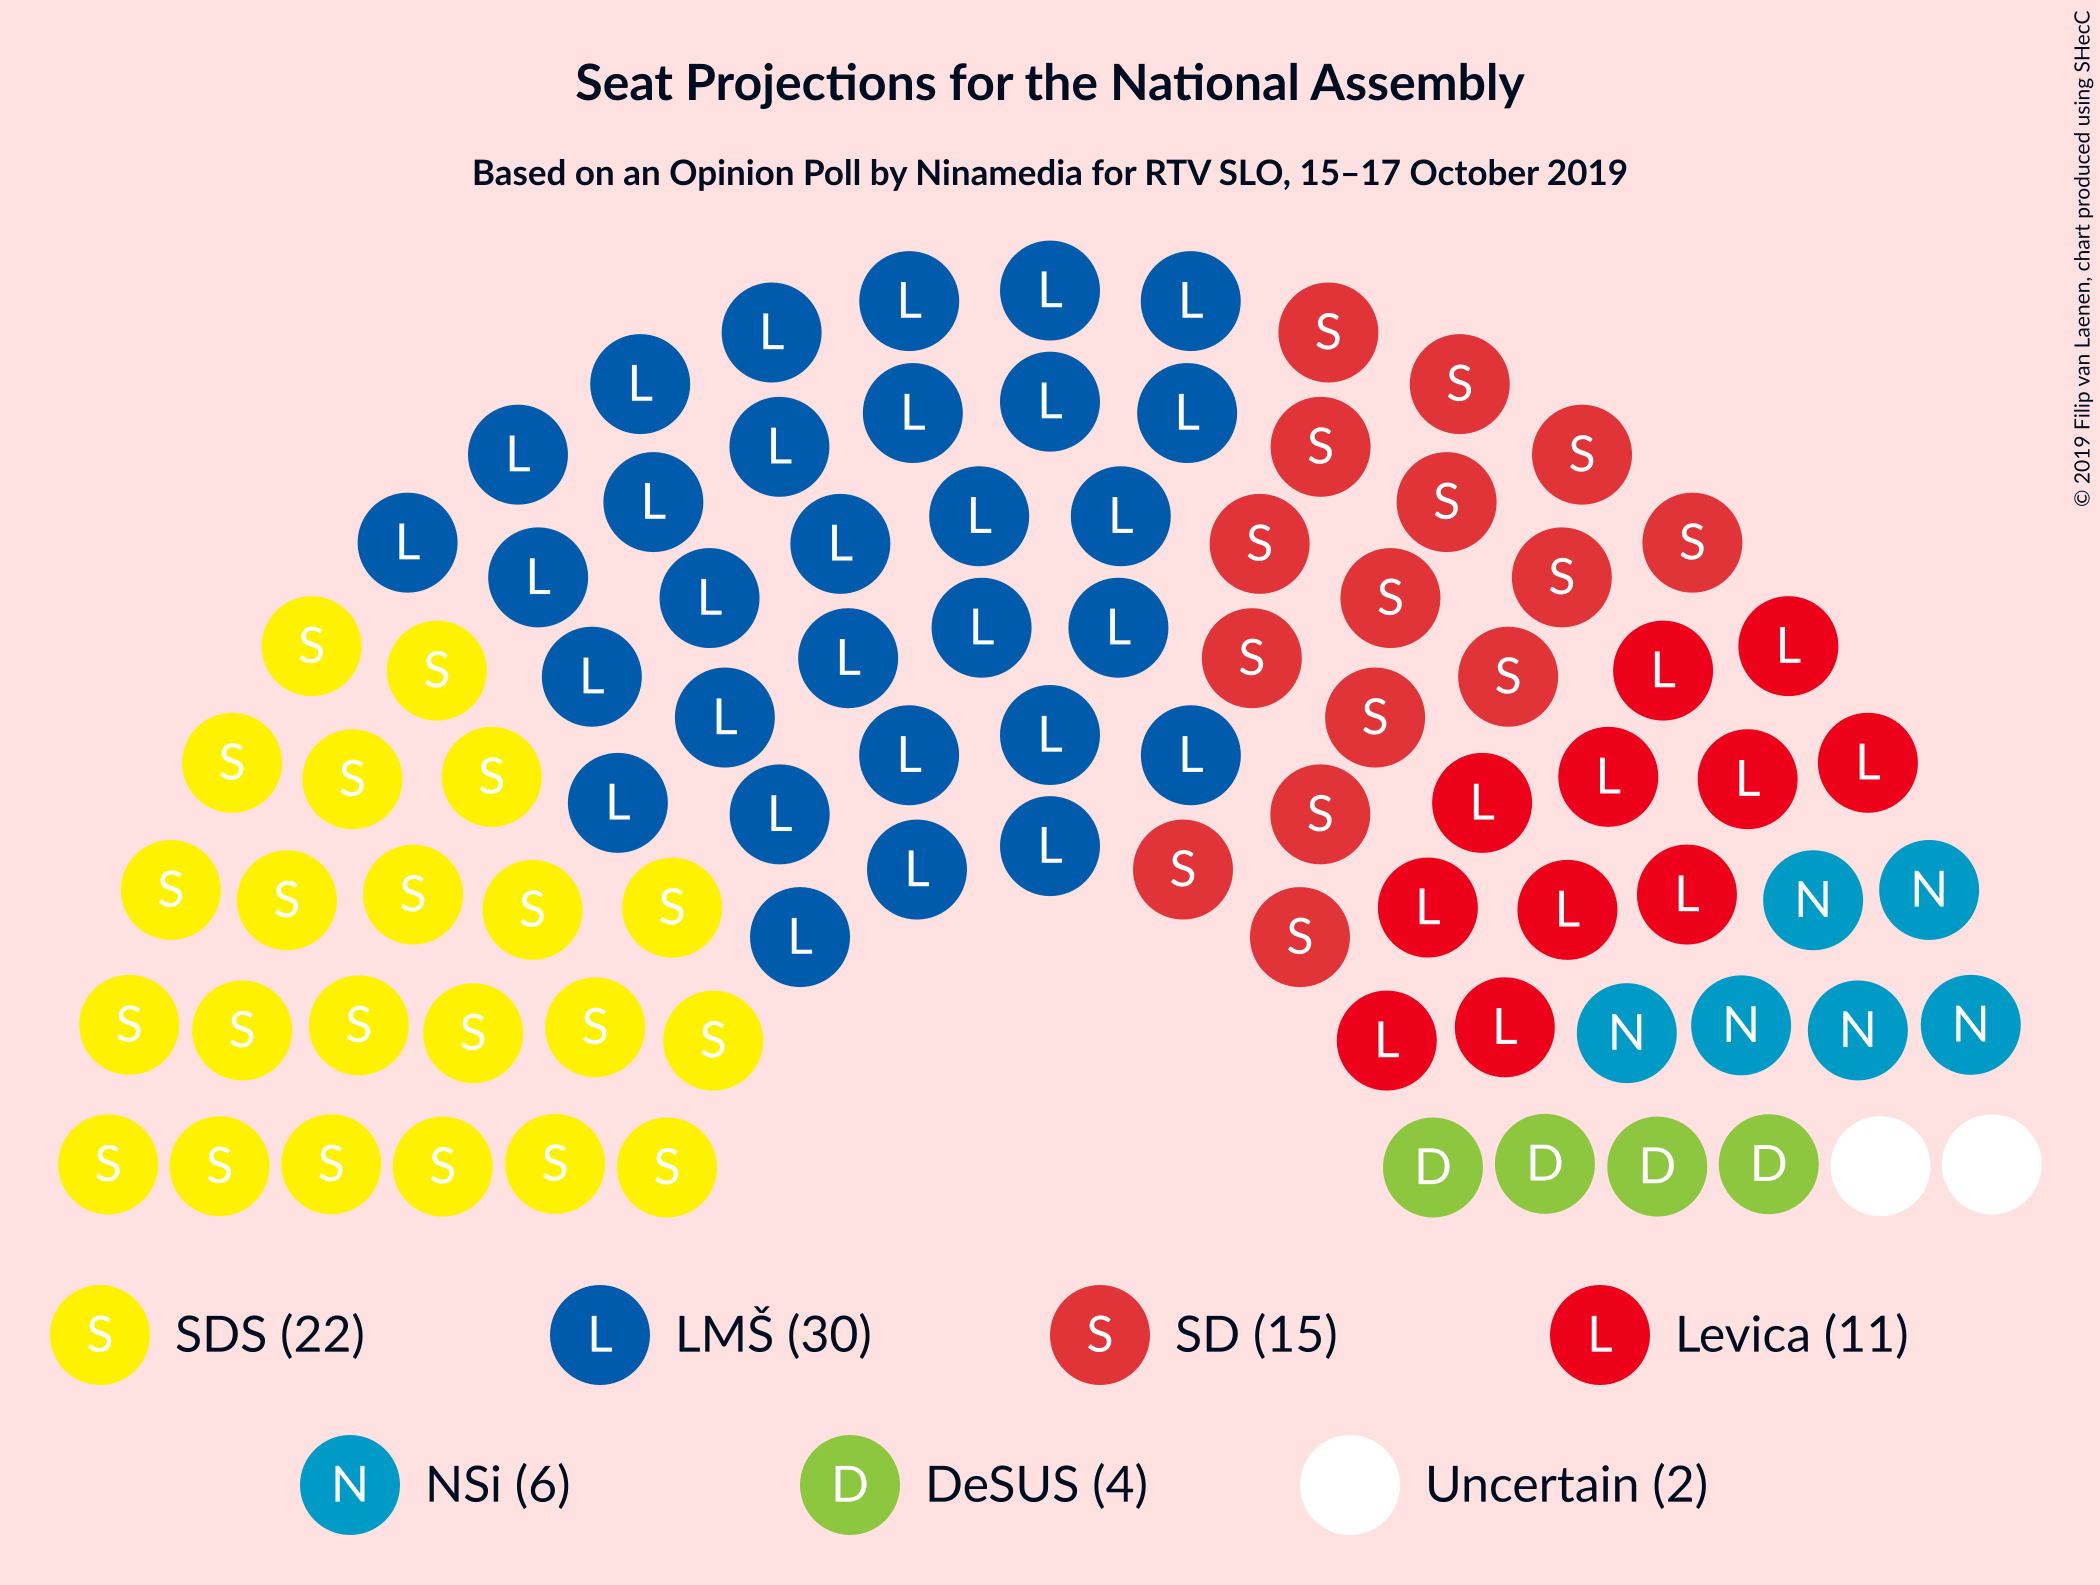 Seat Projections for the National Assembly
Based on an Opinion Poll by Ninamedia for RTV SLO, 15–17 October 2019
© 2019 Filip van Laenen, chart produced using SHecC
L L L
L S
L L L L S
L L S S
L L L L S S
L L S S S
L L L L S S
S S L L L S S L L
L L L S
S S S L L L L L L L
L L S S
S S S S S L L L L N N
L S
S S S S S S L L N N N N
S S S S S S D D D D
S SDS (22) L LMŠ (30) S SD (15) L Levica (11)
N NSi (6) D DeSUS (4) Uncertain (2)